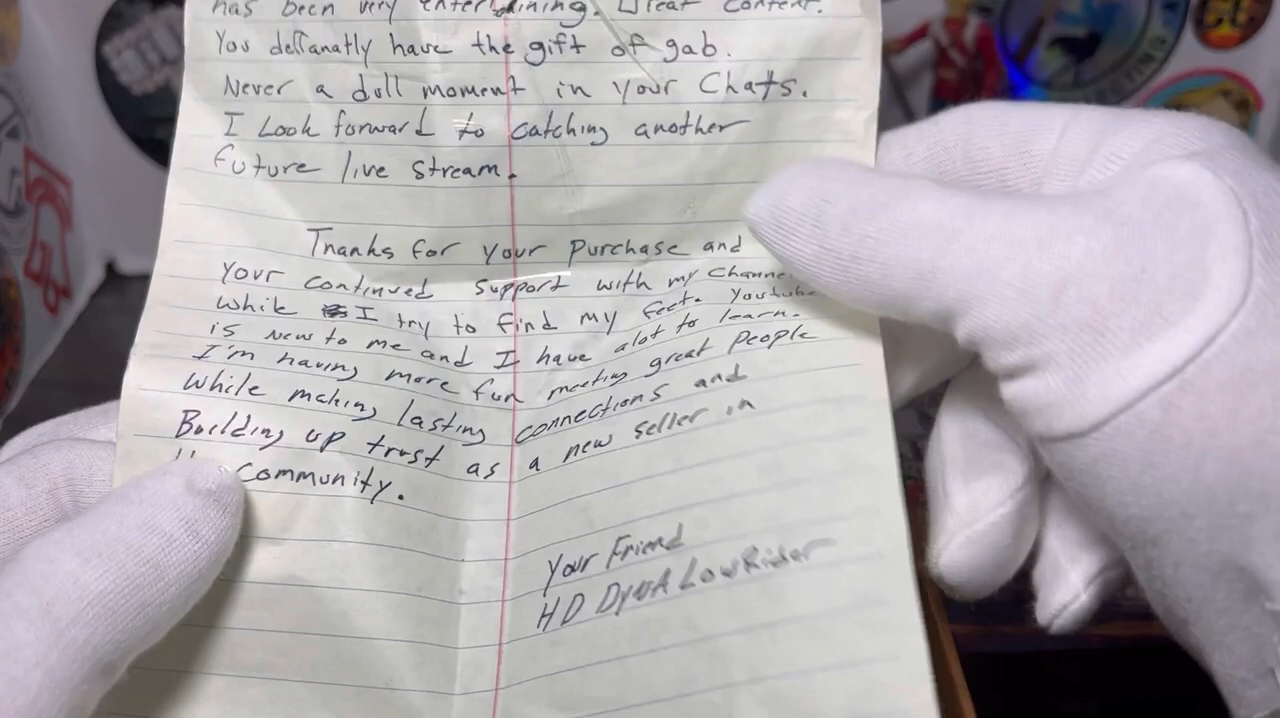 has been very entertaining. Great Content.
You deffanatly have the gift of gab.
Never a dull moment in your Chats.
I Look forward to catching another
future live stream.
Thanks for your purchase and
your continued support with my Channel
while I try to find my feet. Youtube
is new to me and I have alot to learn.
I'm having more fun meeting great people
while making lasting connections and
Building up trust as a new seller in
community.
Your Friend
HD DynA LowRider